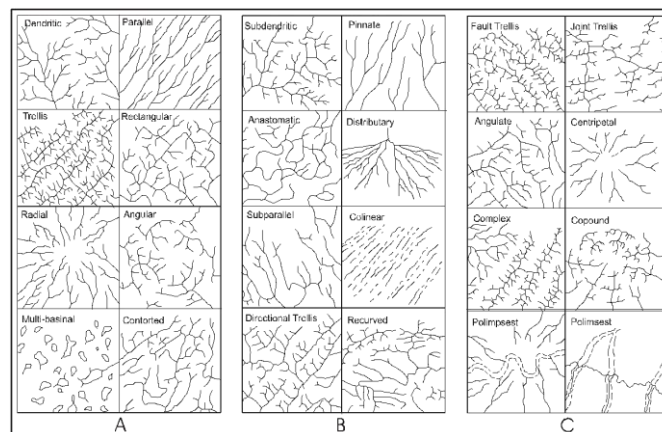 Dendritic
Parallel
Trellis
Rectangular
Radial
Angular
Multi-basinal
Contorted
A
Subdendritic
Pinnate
Anastomatic
Distributary
Subparallel
Colinear
Directional Trellis
Recurved
B
Fault Trellis
Joint Trellis
Angulate
Centripetal
Complex
Copound
Polimpsest
Polimsest
C